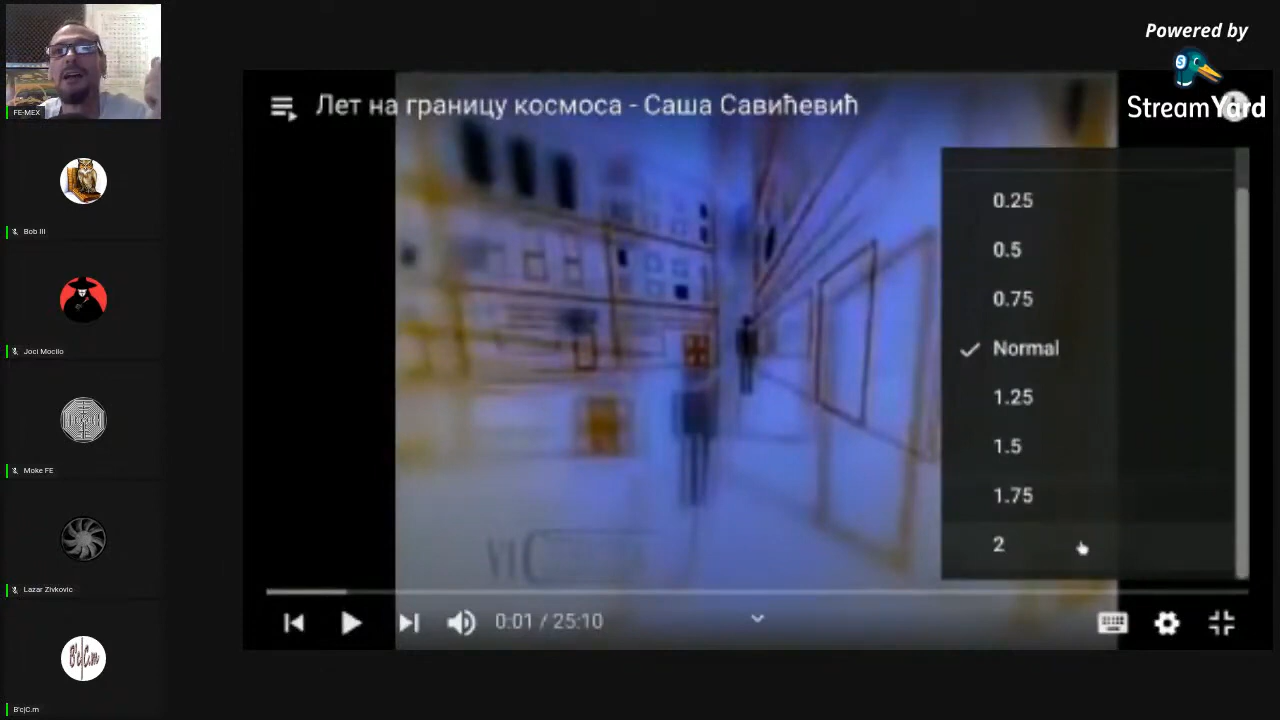 FE-MEX
Bob III
Joci Mocilo
Moke FE
Lazar Zivkovic
B'cjC.m
Powered by
StreamYard
Лет на границу космоса - Саша Савићевић
0.25
0.5
0.75
Normal
1.25
1.5
1.75
2
0:01 / 25:10